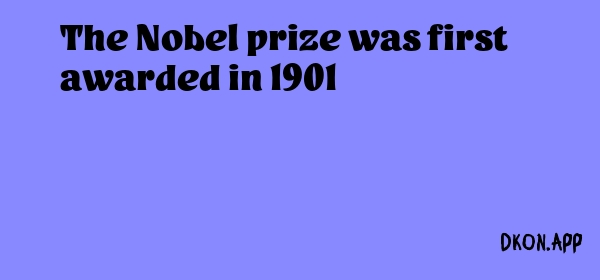 The Nobel prize was first
awarded in 1901
DKON.APP